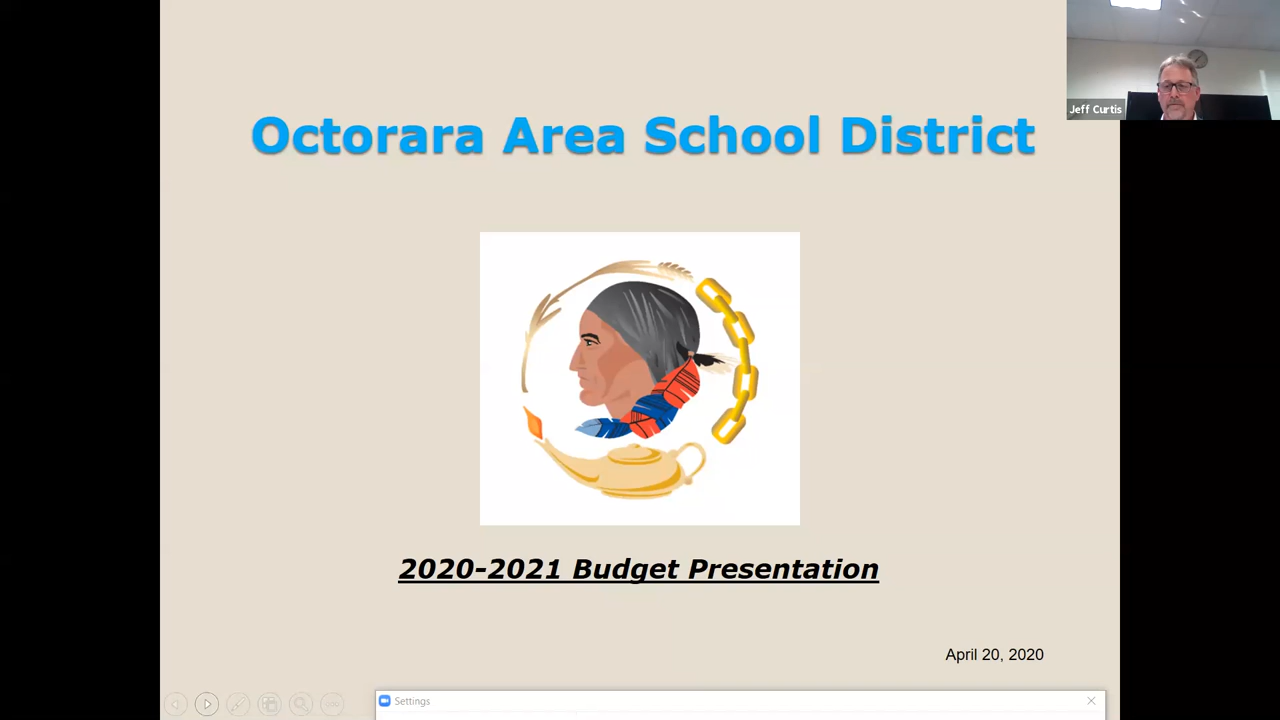 Octorara Area School District
Jeff Curtis
2020-2021 Budget Presentation
April 20, 2020
Settings